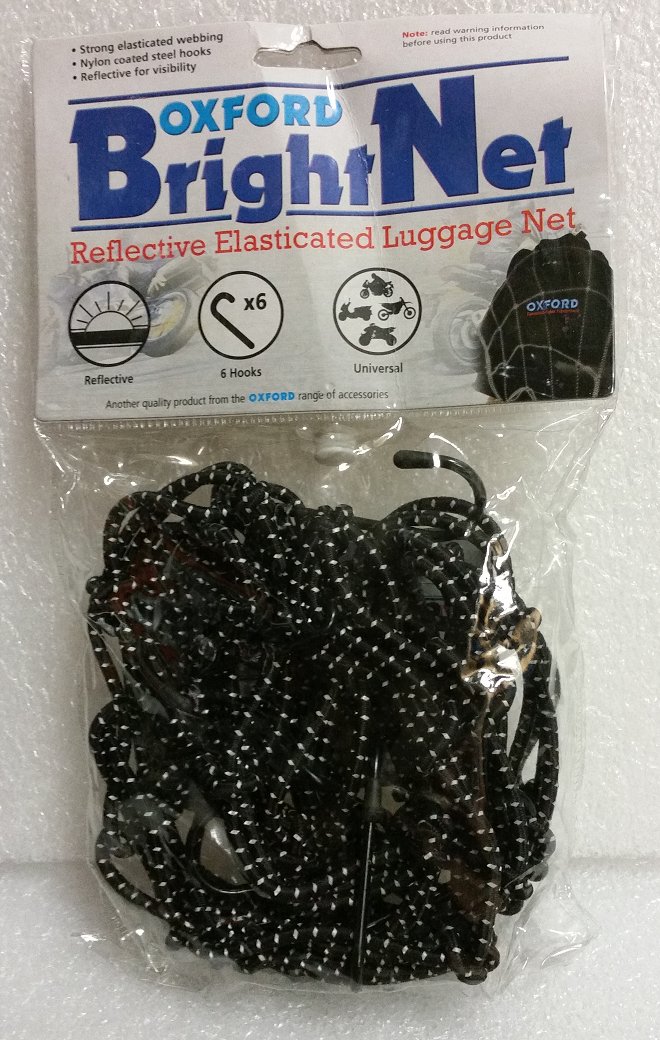 • Strong elasticated webbing
• Nylon coated steel hooks
• Reflective for visibility
Note: read warning information
before using this product
OXFORD
BrightNet
Reflective Elasticated Luggage Net
x6
Reflective
6 Hooks
Universal
OXFORD
Another quality product from the OXFORD range of accessories